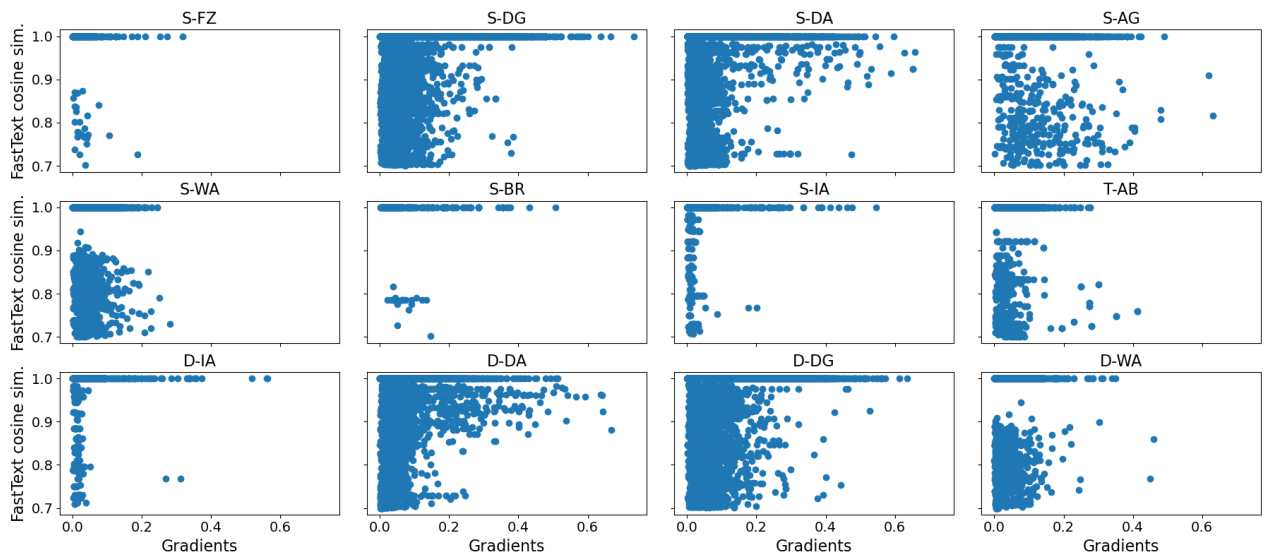 S-FZ
S-DG
S-DA
S-AG
FastText cosine sim.
1.0
0.9
0.8
0.7
S-WA
S-BR
S-IA
T-AB
FastText cosine sim.
1.0
0.9
0.8
0.7
D-IA
D-DA
D-DG
D-WA
FastText cosine sim.
1.0
0.9
0.8
0.7
0.0 0.2 0.4 0.6
0.0 0.2 0.4 0.6
0.0 0.2 0.4 0.6
0.0 0.2 0.4 0.6
Gradients
Gradients
Gradients
Gradients